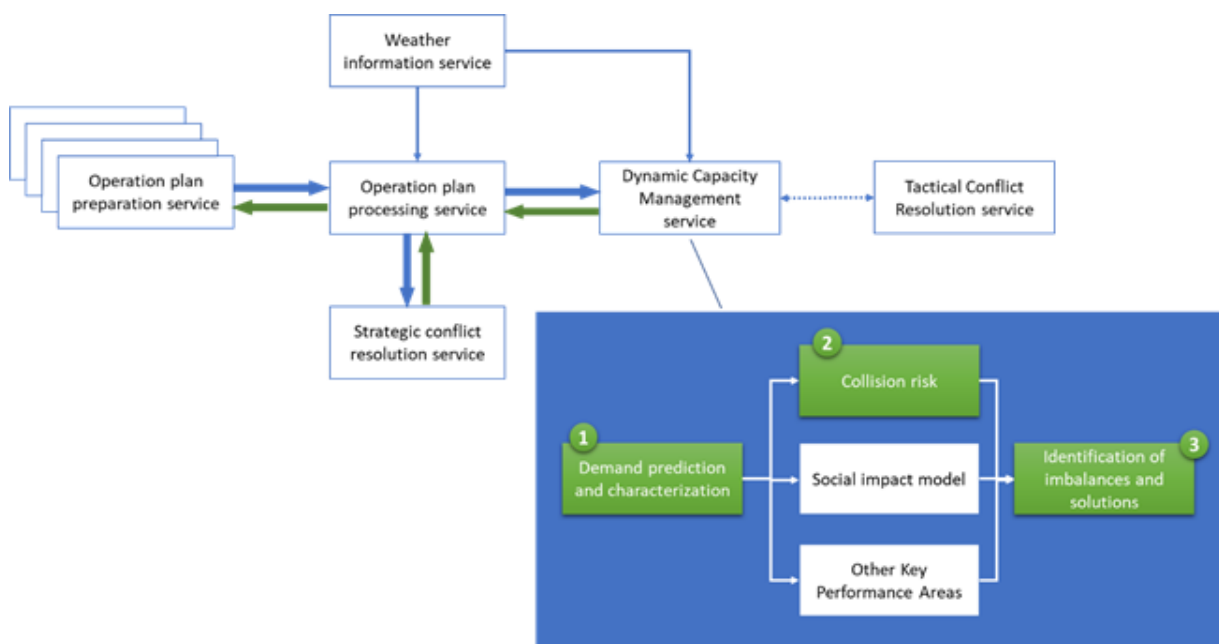 Weather
information service
Operation plan
preparation service
Operation plan
processing service
Dynamic Capacity
Management
service
Tactical Conflict
Resolution service
Strategic conflict
resolution service
2
Collision risk
1
Demand prediction
and characterization
Social impact model
3
Identification of
imbalances and
solutions
Other Key
Performance Areas